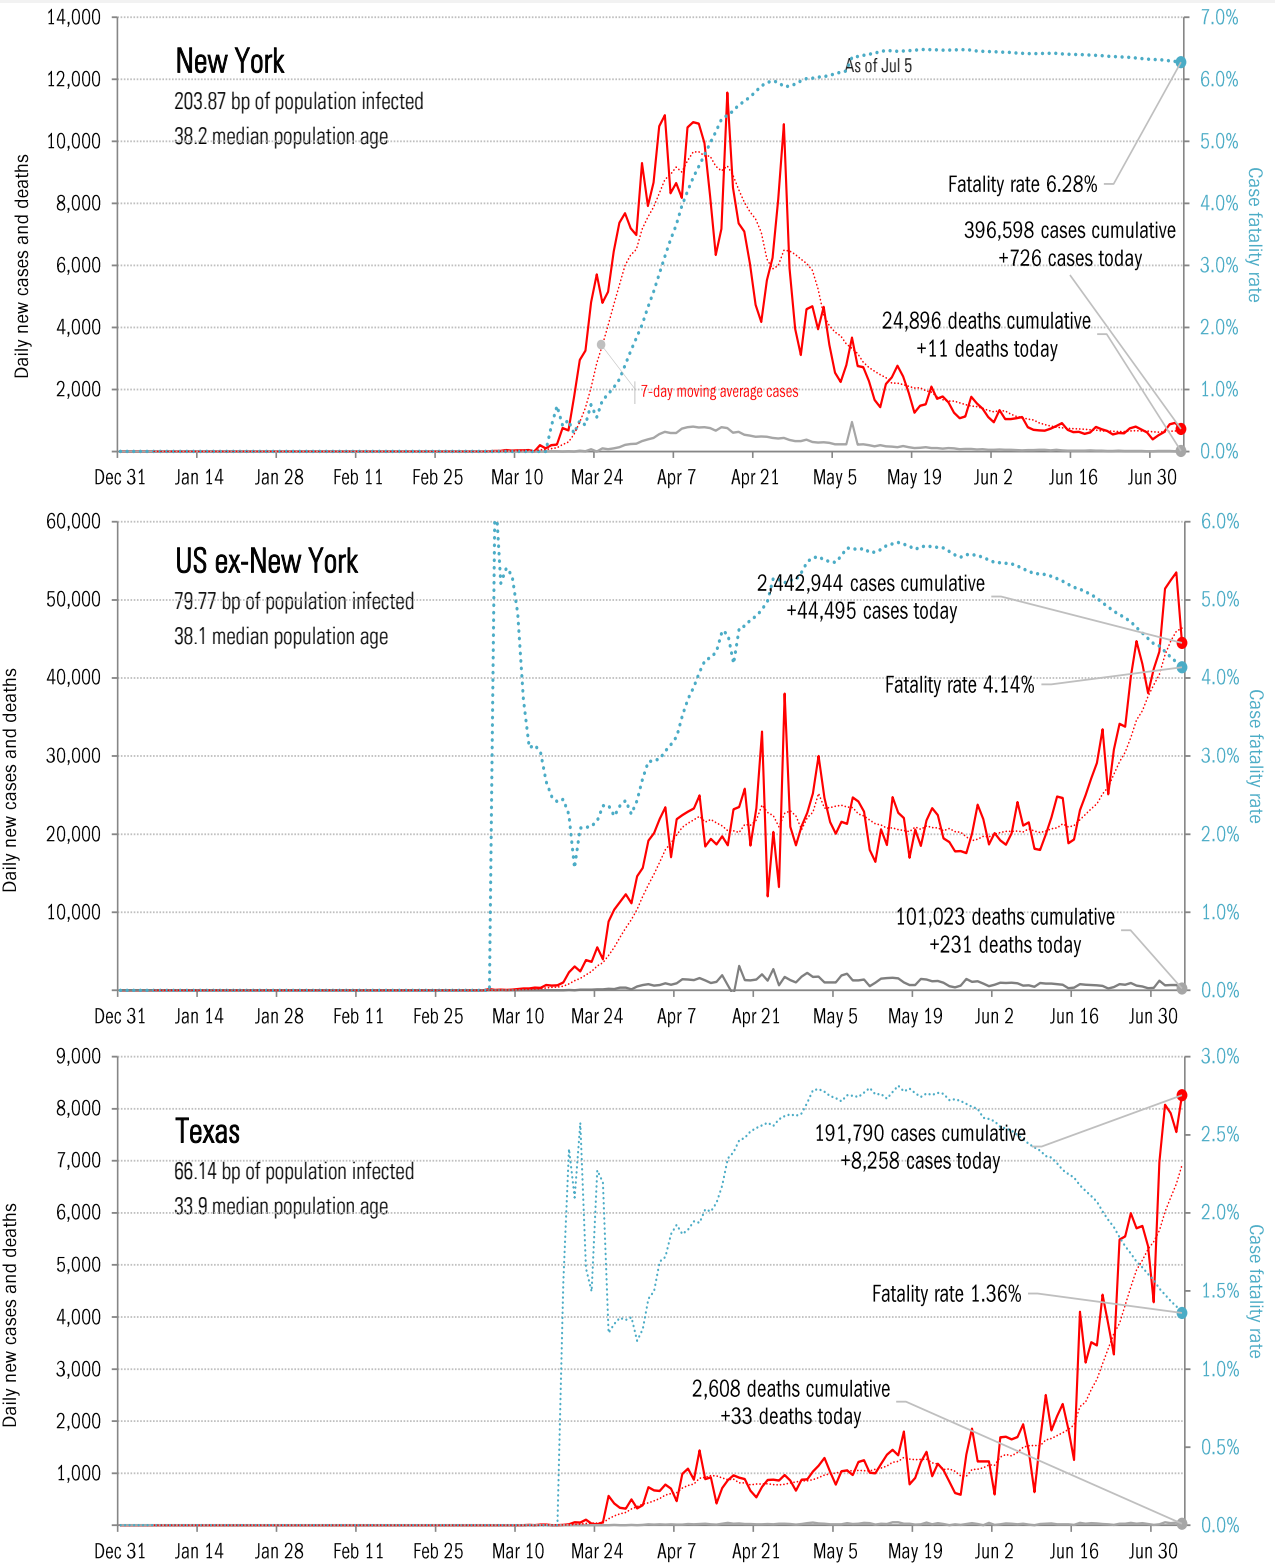 14,000
7.0%
New York
As of Jul 5
12,000
6.0%
203.87 bp of population infected
38.2 median population age
10,000
5.0%
Daily new cases and deaths
Case fatality rate
Fatality rate 6.28%
8,000
4.0%
396,598 cases cumulative
+726 cases today
6,000
3.0%
24,896 deaths cumulative
+11 deaths today
4,000
2.0%
7-day moving average cases
2,000
1.0%
0.0%
Dec 31 Jan 14 Jan 28 Feb 11 Feb 25 Mar 10 Mar 24 Apr 7 Apr 21 May 5 May 19 Jun 2 Jun 16 Jun 30
60,000
6.0%
US ex-New York
2,442,944 cases cumulative
+44,495 cases today
50,000
5.0%
79.77 bp of population infected
38.1 median population age
40,000
4.0%
Fatality rate 4.14%
Daily new cases and deaths
Case fatality rate
30,000
3.0%
20,000
2.0%
10,000
1.0%
101,023 deaths cumulative
+231 deaths today
0.0%
Dec 31 Jan 14 Jan 28 Feb 11 Feb 25 Mar 10 Mar 24 Apr 7 Apr 21 May 5 May 19 Jun 2 Jun 16 Jun 30
9,000
3.0%
8,000
Texas
191,790 cases cumulative
+8,258 cases today
2.5%
7,000
66.14 bp of population infected
33.9 median population age
6,000
2.0%
Daily new cases and deaths
Case fatality rate
5,000
1.5%
Fatality rate 1.36%
4,000
3,000
1.0%
2,608 deaths cumulative
+33 deaths today
2,000
0.5%
1,000
0.0%
Dec 31 Jan 14 Jan 28 Feb 11 Feb 25 Mar 10 Mar 24 Apr 7 Apr 21 May 5 May 19 Jun 2 Jun 16 Jun 30